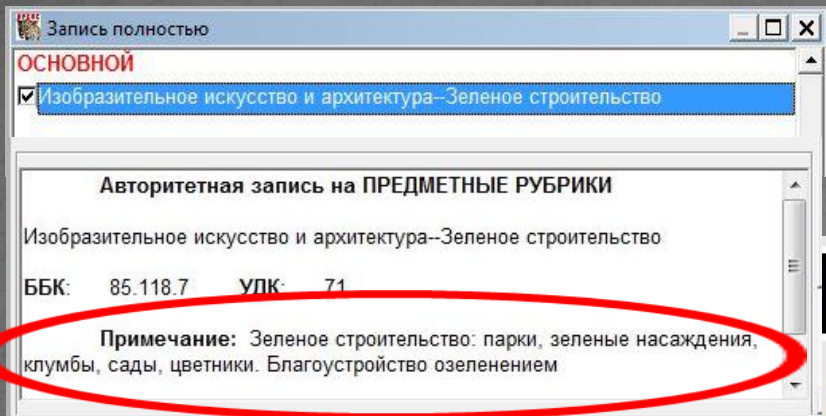 Запись полностью
ОСНОВНОЙ
Изобразительное искусство и архитектура--Зеленое строительство
Авторитетная запись на ПРЕДМЕТНЫЕ РУБРИКИ
Изобразительное искусство и архитектура--Зеленое строительство
ББК: 85.118.7 УДК: 71
Примечание: Зеленое строительство: парки, зеленые насаждения,
клумбы, сады, цветники. Благоустройство озеленением